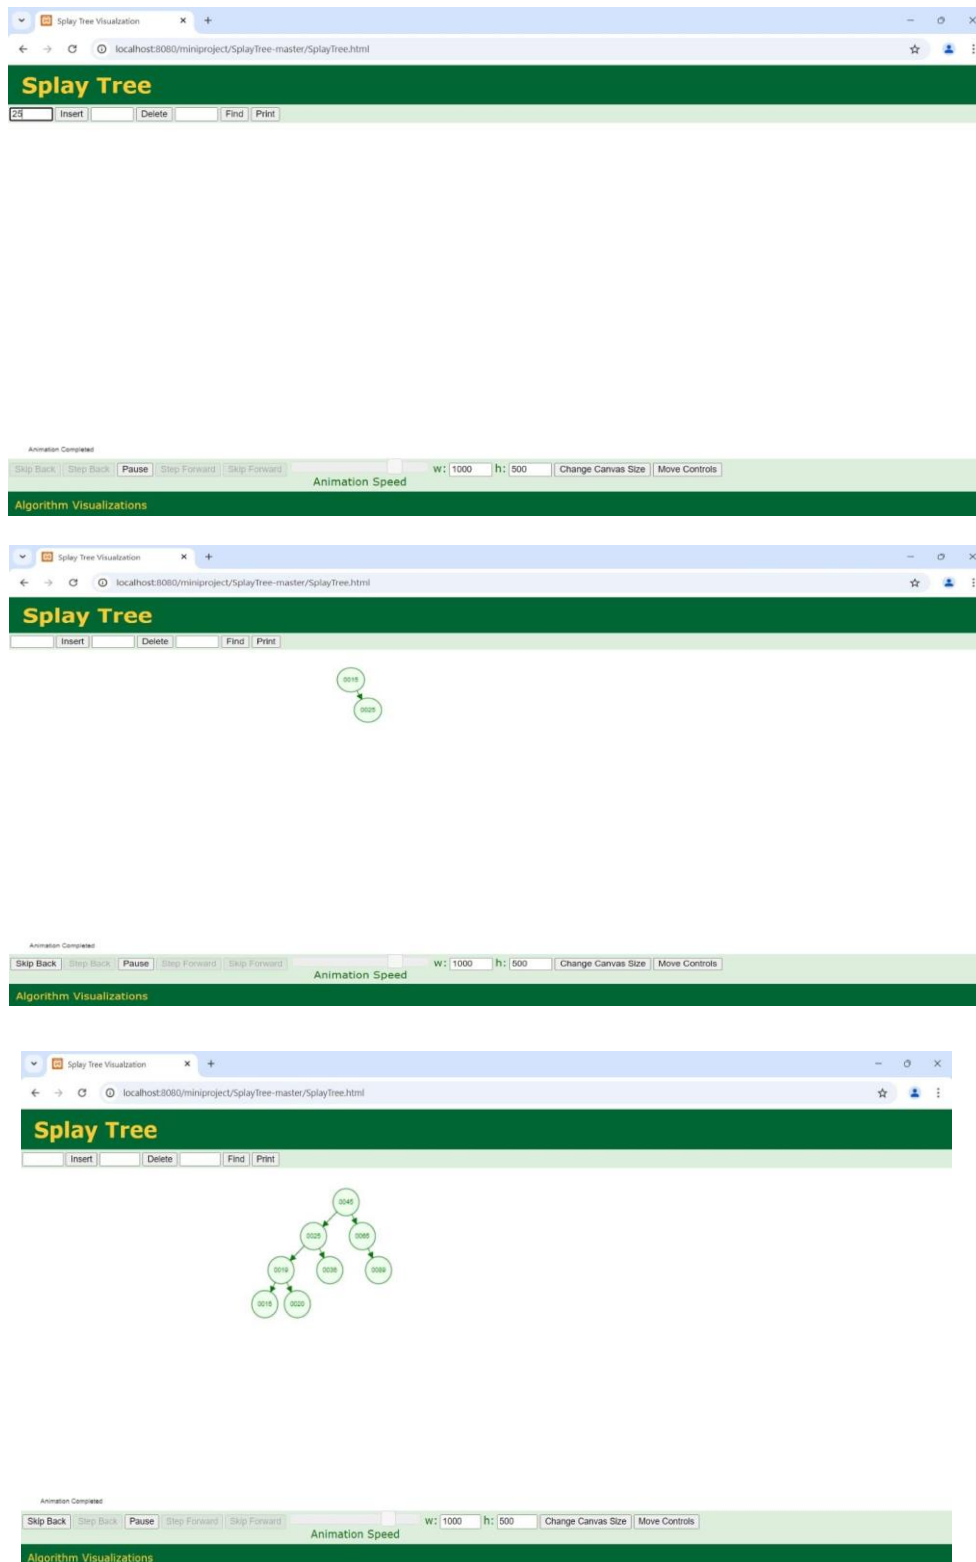 Splay Tree Visualzation
localhost:8080/miniproject/SplayTree-master/SplayTree.html
Splay Tree
25 Insert Delete Find Print
Animation Completed
Skip Back Step Back Pause Step Forward Skip Forward w: 1000 h: 500 Change Canvas Size Move Controls
Animation Speed
Algorithm Visualizations
Splay Tree Visualzation
localhost:8080/miniproject/SplayTree-master/SplayTree.html
Splay Tree
Insert Delete Find Print
0015
0025
Animation Completed
Skip Back Step Back Pause Step Forward Skip Forward w: 1000 h: 500 Change Canvas Size Move Controls
Animation Speed
Algorithm Visualizations
Splay Tree Visualzation
localhost:8080/miniproject/SplayTree-master/SplayTree.html
Splay Tree
Insert Delete Find Print
0045
0025
0019
0015 0020
Animation Completed
Skip Back Step Back Pause Step Forward Skip Forward w: 1000 h: 500 Change Canvas Size Move Controls
Animation Speed
Algorithm Visualizations